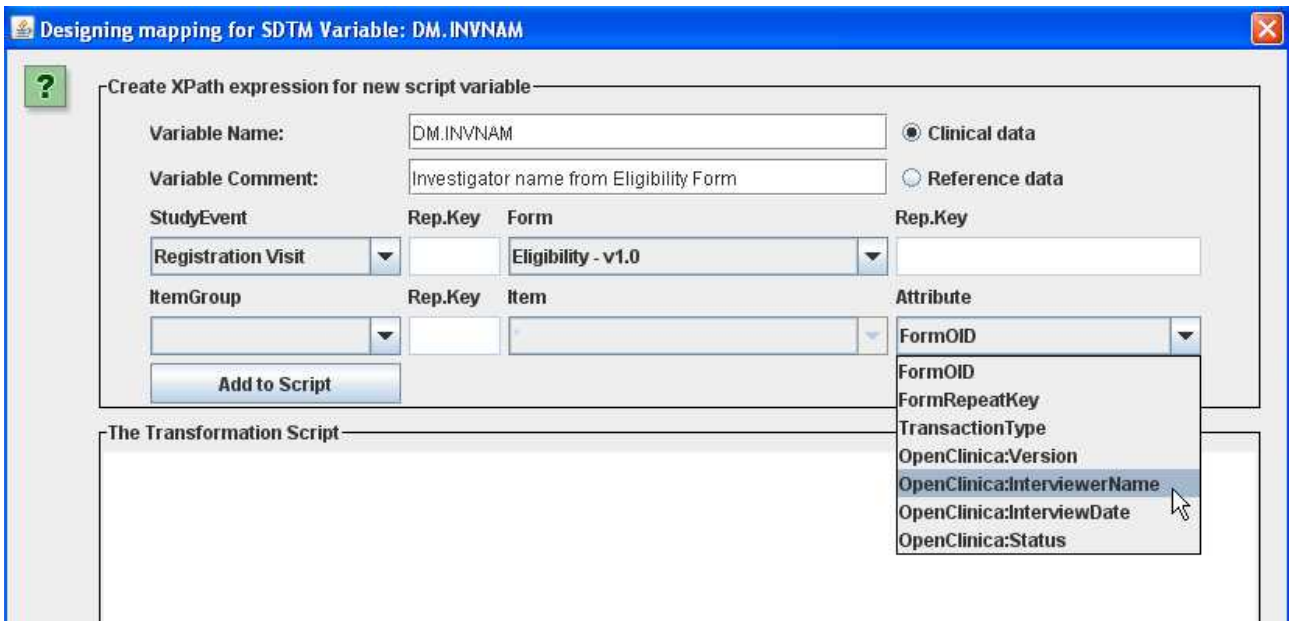 Designing mapping for SDTM Variable: DM.INVNAM
?
Create XPath expression for new script variable
Variable Name: DM.INVNAM Clinical data
Variable Comment: Investigator name from Eligibility Form Reference data
StudyEvent Rep.Key Form Rep.Key
Registration Visit Eligibility - v1.0
ItemGroup Rep.Key Item Attribute
FormOID
Add to Script
FormOID
FormRepeatKey
TransactionType
OpenClinica:Version
OpenClinica:InterviewerName
OpenClinica:InterviewDate
OpenClinica:Status
The Transformation Script